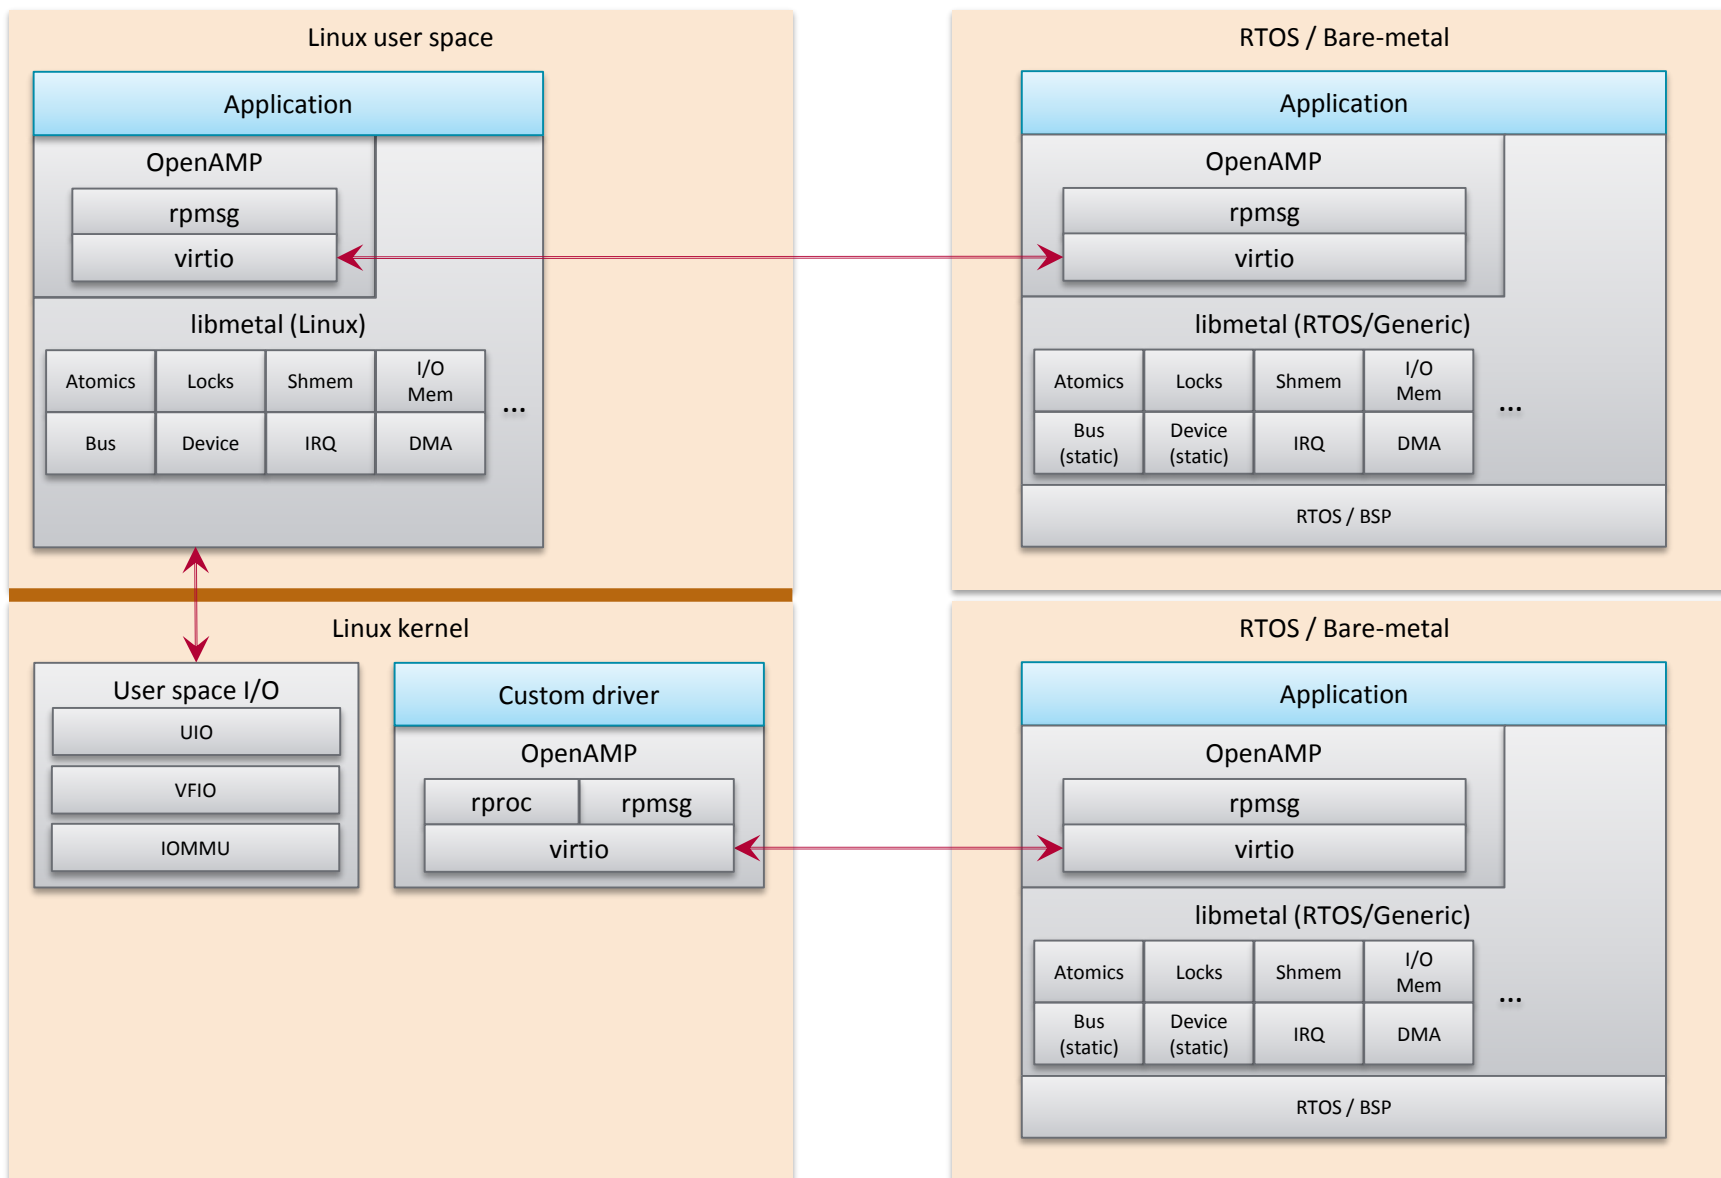 Linux user space
Application
OpenAMP
rpmsg
virtio
libmetal (Linux)
Atomics
Locks
Shmem
I/O
Mem
...
Bus
Device
IRQ
DMA
RTOS / Bare-metal
Application
OpenAMP
rpmsg
virtio
libmetal (RTOS/Generic)
Atomics
Locks
Shmem
I/O
Mem
...
Bus
(static)
Device
(static)
IRQ
DMA
RTOS / BSP
Linux kernel
User space I/O
UIO
VFIO
IOMMU
Custom driver
OpenAMP
rproc
rpmsg
virtio
RTOS / Bare-metal
Application
OpenAMP
rpmsg
virtio
libmetal (RTOS/Generic)
Atomics
Locks
Shmem
I/O
Mem
...
Bus
(static)
Device
(static)
IRQ
DMA
RTOS / BSP